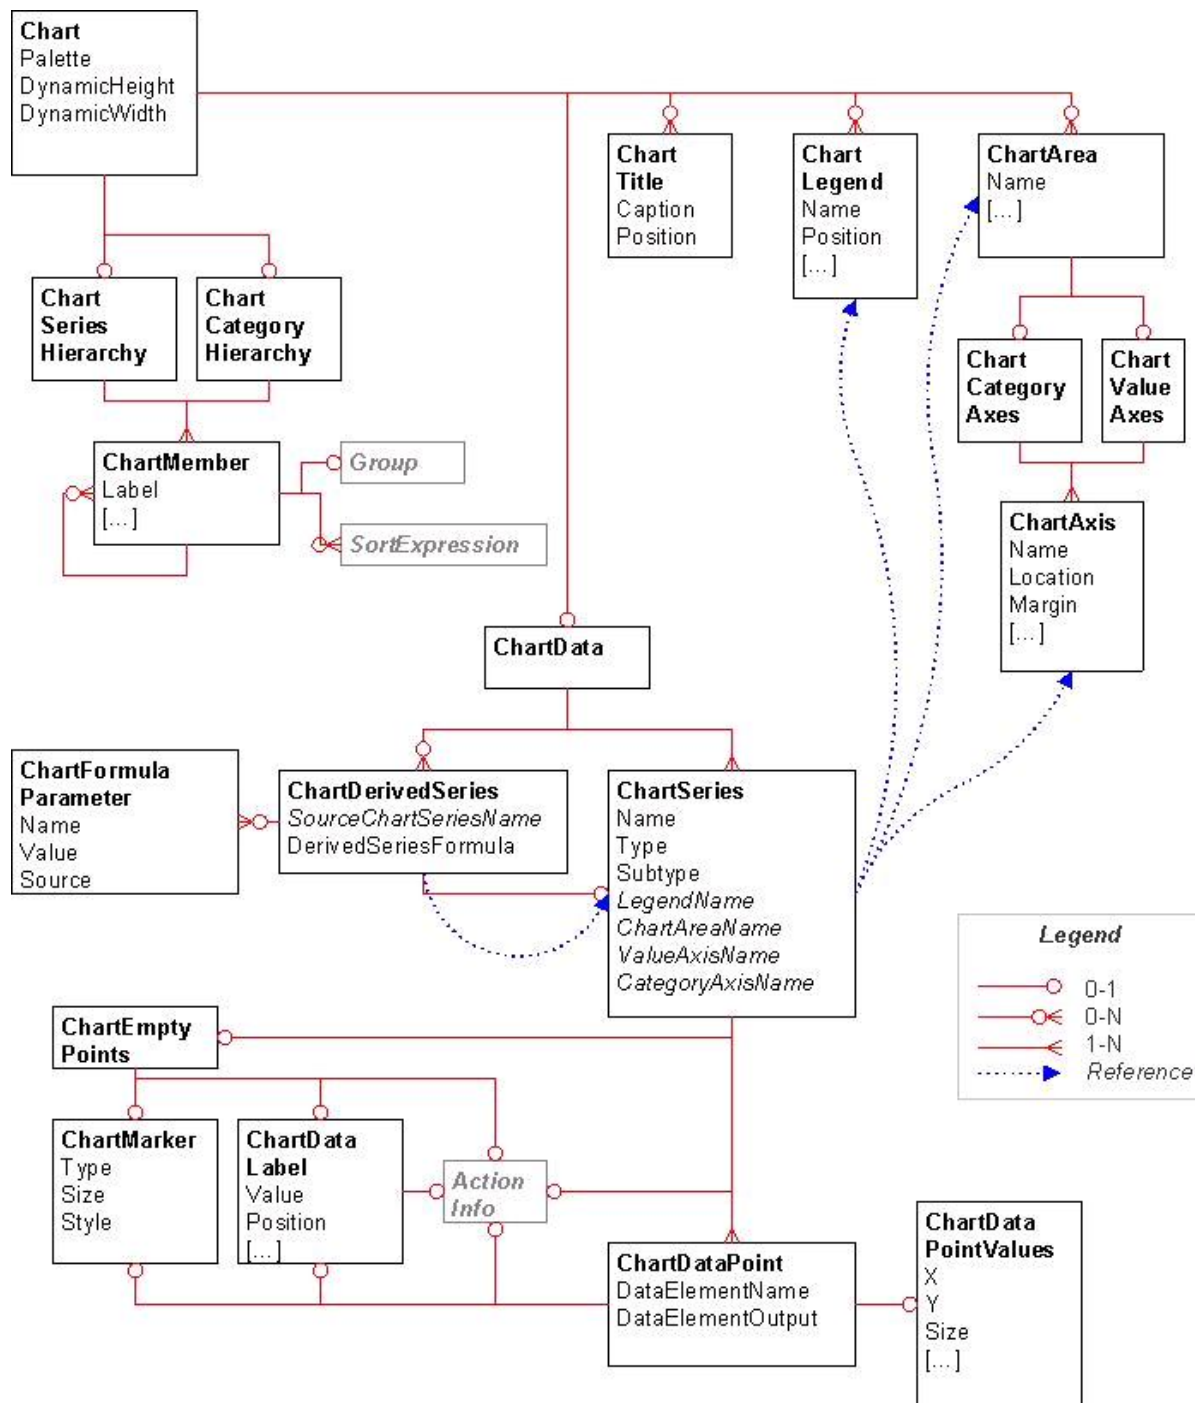 Chart
Palette
DynamicHeight
DynamicWidth
Chart
Title
Caption
Position
Chart
Legend
Name
Position
[...]
ChartArea
Name
[...]
Chart
Series
Hierarchy
Chart
Category
Hierarchy
Chart
Category
Axes
Chart
Value
Axes
ChartMember
Label
[...]
Group
SortExpression
ChartAxis
Name
Location
Margin
[...]
ChartData
ChartFormula
Parameter
Name
Value
Source
ChartDerivedSeries
SourceChartSeriesName
DerivedSeriesFormula
ChartSeries
Name
Type
Subtype
LegendName
ChartAreaName
ValueAxisName
CategoryAxisName
Legend
0-1
0-N
1-N
Reference
ChartEmpty
Points
ChartMarker
Type
Size
Style
ChartData
Label
Value
Position
[...]
Action
Info
ChartDataPoint
DataElementName
DataElementOutput
ChartData
PointValues
X
Y
Size
[...]